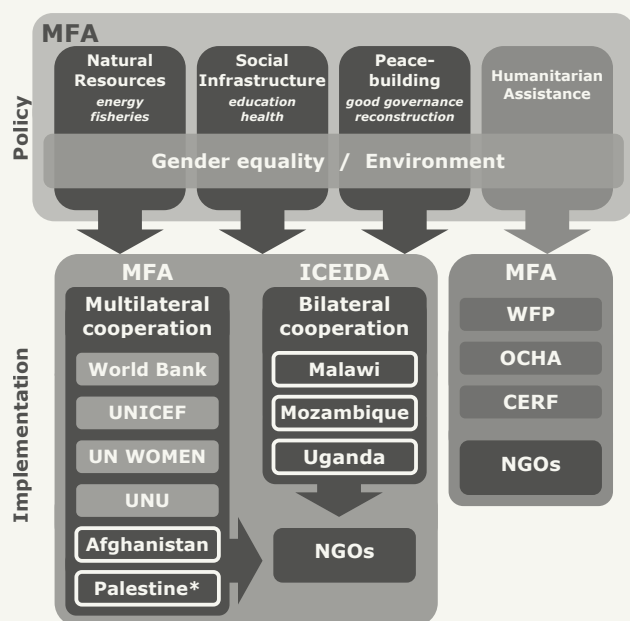 MFA
Policy
Natural
Resources
energy
fisheries
Social
Infrastructure
education
health
Peace-
building
good governance
reconstruction
Humanitarian
Assistance
Gender equality / Environment
Implementation
MFA
Multilateral
cooperation
World Bank
UNICEF
UN WOMEN
UNU
Afghanistan
Palestine*
ICEIDA
Bilateral
cooperation
Malawi
Mozambique
Uganda
NGOs
MFA
WFP
OCHA
CERF
NGOs